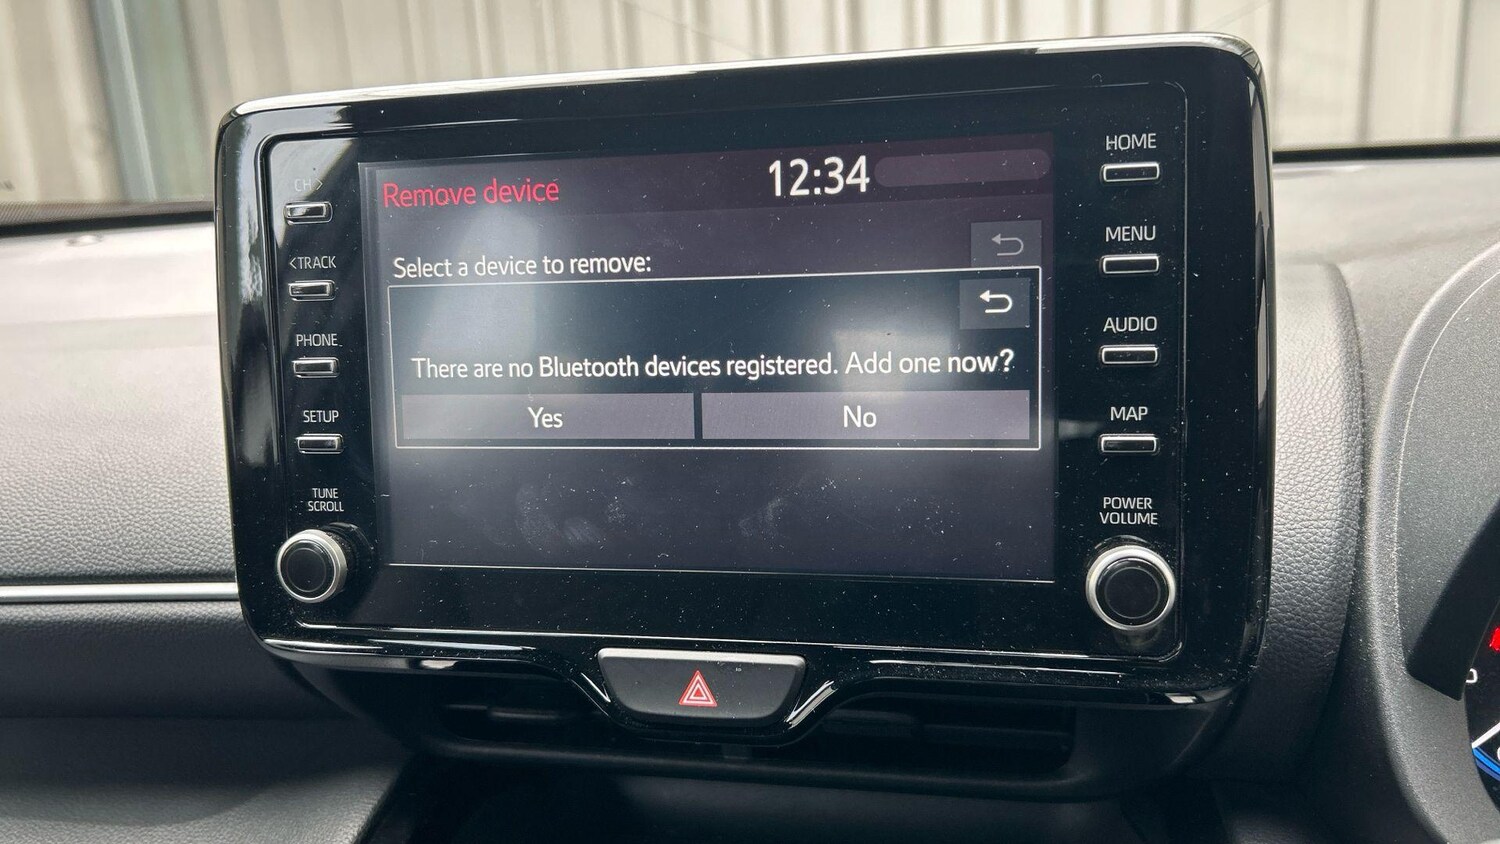 Remove device
12:34
Select a device to remove:
There are no Bluetooth devices registered. Add one now?
Yes
No
CH>
<TRACK
PHONE
SETUP
TUNE
SCROLL
HOME
MENU
AUDIO
MAP
POWER
VOLUME